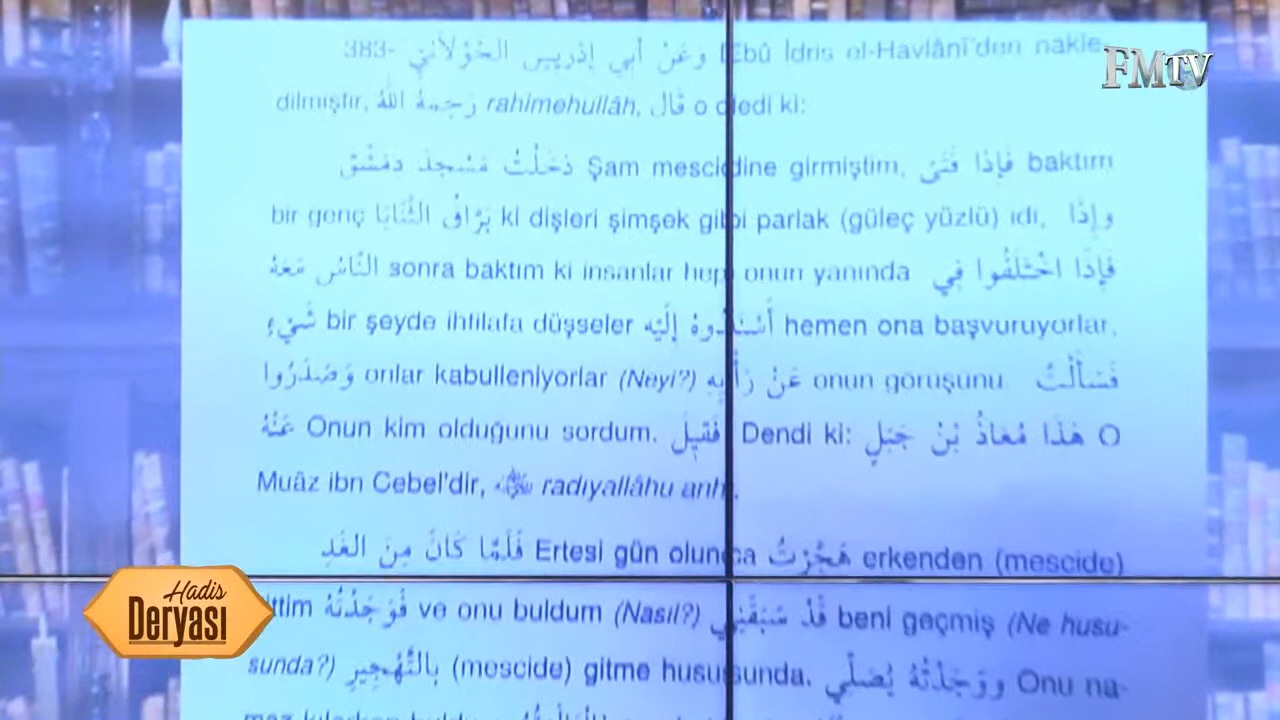 383- وَعَنْ أَبِي إِدْرِيسَ الْخَوْلَانِيِّ Ebû İdris el-Havlânî'den nakle-
dilmiştir, رَحِمَهُ اللهُ rahimehullâh, قَالَ o dedi ki:
دَخَلْتُ مَسْجِدَ دِمَشْقَ Şam mescidine girmiştim, فَإِذَا فَتًى baktım
bir genç بَرَّاقُ الثَّنَايَا ki dişleri şimşek gibi parlak (güleç yüzlü) idi, وَإِذَا
النَّاسُ مَعَهُ sonra baktım ki insanlar hep onun yanında فَإِذَا اخْتَلَفُوا فِي
شَيْءٍ bir şeyde ihtilafa düşseler أَسْنَدُوهُ إِلَيْهِ hemen ona başvuruyorlar,
وَصَدَرُوا onlar kabulleniyorlar (Neyi?) عَنْ رَأْيِهِ onun görüşünü. فَسَأَلْتُ
عَنْهُ Onun kim olduğunu sordum. فَقِيلَ Dendi ki: هَذَا مُعَاذُ بْنُ جَبَلٍ O
Muâz ibn Cebel'dir, radıyallâhu anh.
فَلَمَّا كَانَ مِنَ الْغَدِ Ertesi gün olunca هَجَّرْتُ erkenden (mescide)
gittim فَوَجَدْتُهُ ve onu buldum (Nasıl?) قَدْ سَبَقَنِي beni geçmiş (Ne husu-
sunda?) بِالتَّهْجِيرِ (mescide) gitme hususunda. وَوَجَدْتُهُ يُصَلِّي Onu na-
FMTV
Hadis
Deryası